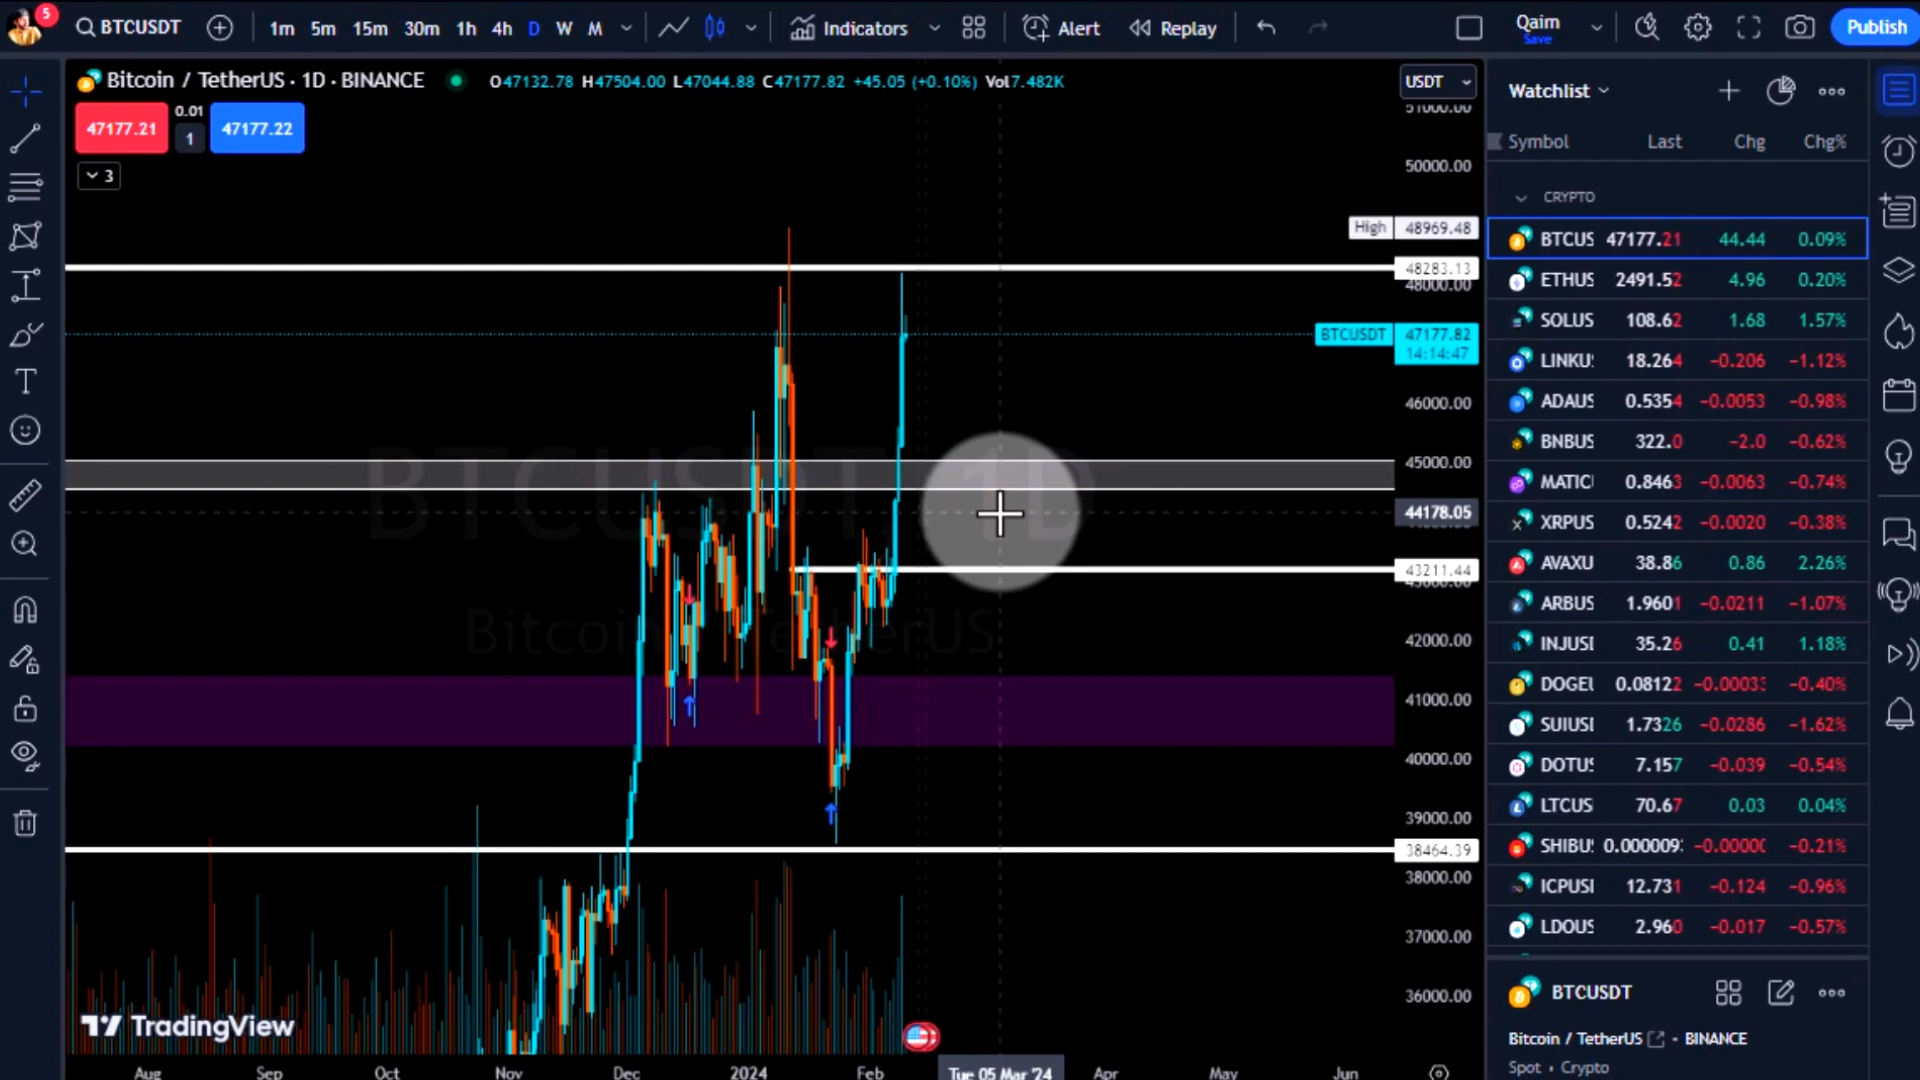 5
BTCUSDT
1m 5m 15m 30m 1h 4h D W M
Indicators
Alert
Replay
Qaim
Save
Publish
Bitcoin / TetherUS · 1D · BINANCE
O47132.78 H47504.00 L47044.88 C47177.82 +45.05 (+0.10%) Vol7.482K
47177.21
0.01
1
47177.22
3
USDT
51000.00
50000.00
High 48969.48
48283.13
48000.00
BTCUSDT 47177.82
14:14:47
46000.00
45000.00
44178.05
43211.44
43000.00
42000.00
41000.00
40000.00
39000.00
38464.39
38000.00
37000.00
36000.00
BTCUSDT, 1D
Bitcoin / TetherUS
TradingView
Aug Sep Oct Nov Dec 2024 Feb Tue 05 Mar '24 Apr May Jun
Watchlist
Symbol Last Chg Chg%
CRYPTO
BTCUS 47177.21 44.44 0.09%
ETHUS 2491.52 4.96 0.20%
SOLUS 108.62 1.68 1.57%
LINKU 18.264 -0.206 -1.12%
ADAUS 0.5354 -0.0053 -0.98%
BNBUS 322.0 -2.0 -0.62%
MATIC 0.8463 -0.0063 -0.74%
XRPUS 0.5242 -0.0020 -0.38%
AVAXU 38.86 0.86 2.26%
ARBUS 1.9601 -0.0211 -1.07%
INJUSI 35.26 0.41 1.18%
DOGEU 0.08122 -0.00033 -0.40%
SUIUSI 1.7326 -0.0286 -1.62%
DOTUS 7.157 -0.039 -0.54%
LTCUS 70.67 0.03 0.04%
SHIBU 0.000009 -0.0000 -0.21%
ICPUSI 12.731 -0.124 -0.96%
LDOUS 2.960 -0.017 -0.57%
BTCUSDT
Bitcoin / TetherUS - BINANCE
Spot • Crypto